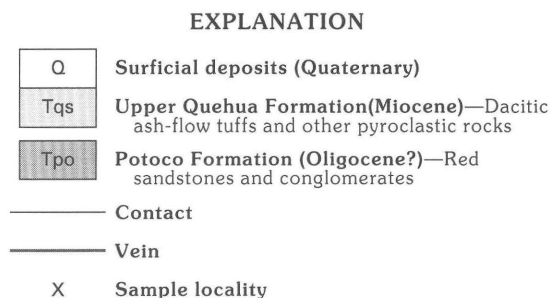 EXPLANATION
Q Surficial deposits (Quaternary)
Tqs Upper Quehua Formation(Miocene)—Dacitic
ash-flow tuffs and other pyroclastic rocks
Tpo Potoco Formation (Oligocene?)—Red
sandstones and conglomerates
Contact
Vein
X Sample locality